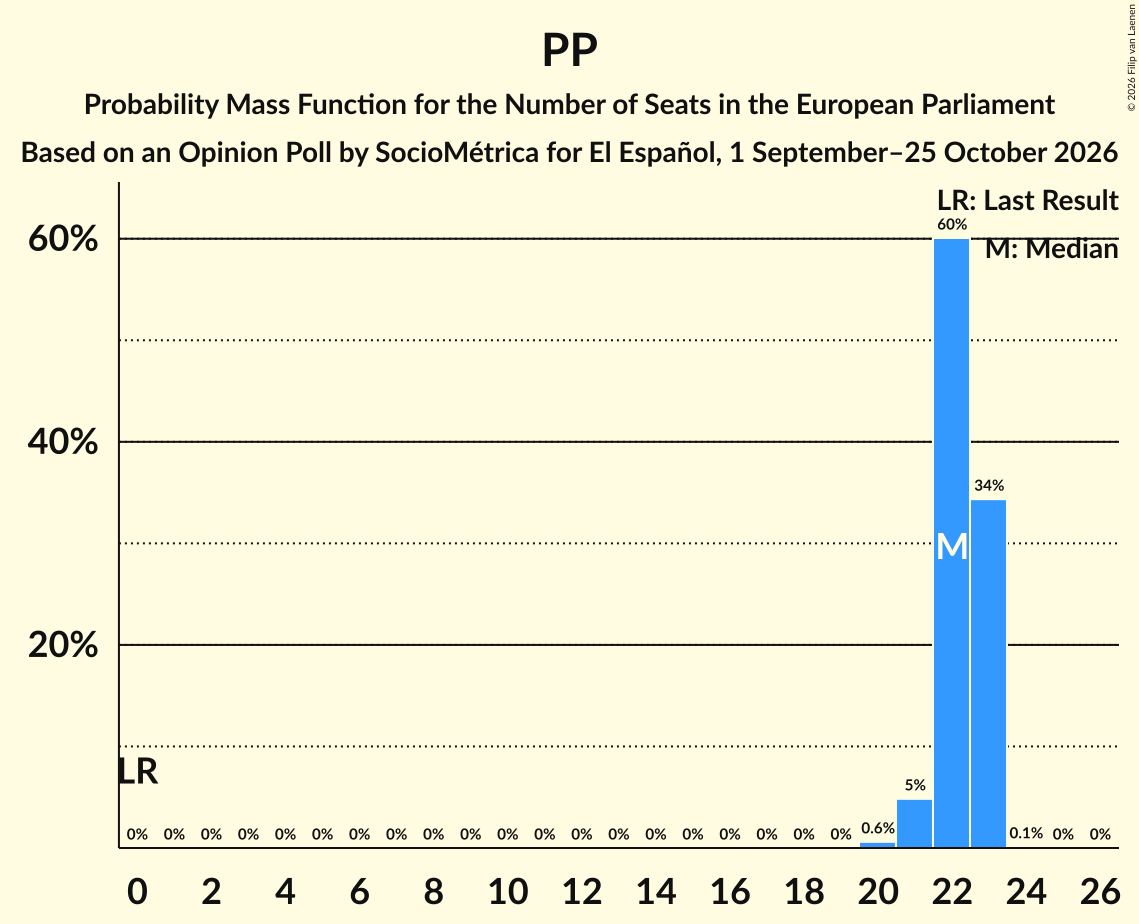 PP
Probability Mass Function for the Number of Seats in the European Parliament
Based on an Opinion Poll by SocioMétrica for El Español, 1 September–25 October 2026
© 2026 Filip van Laenen
LR: Last Result
M: Median
60%
40%
20%
60%
34%
M
LR
5%
0% 0% 0% 0% 0% 0% 0% 0% 0% 0% 0% 0% 0% 0% 0% 0% 0% 0% 0% 0% 0.6% 0.1% 0% 0%
0 2 4 6 8 10 12 14 16 18 20 22 24 26